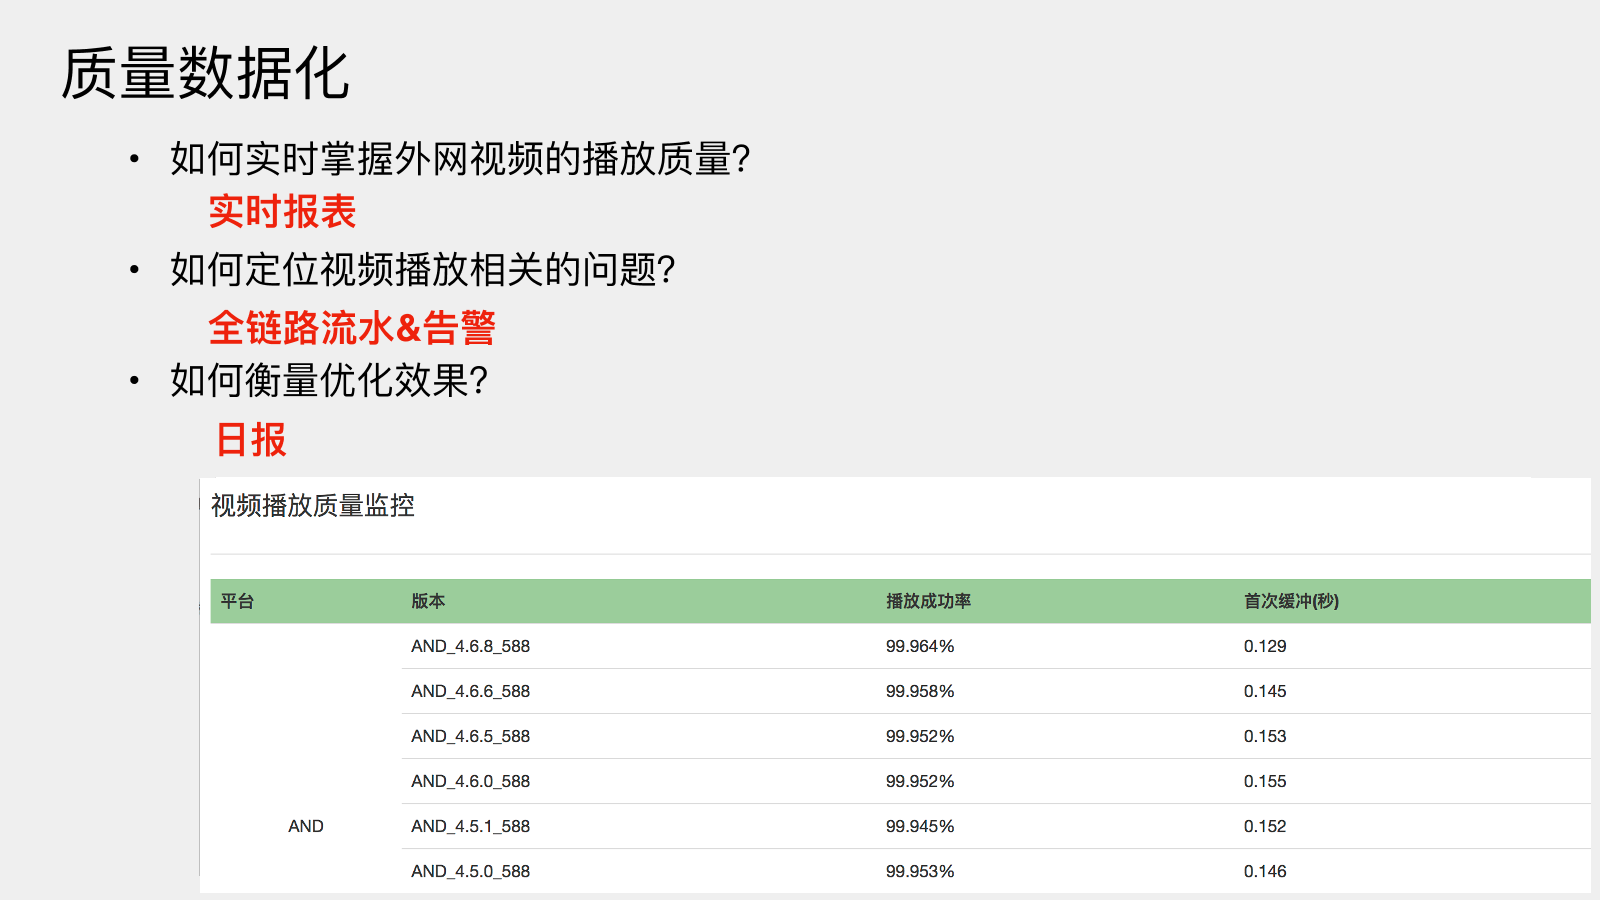 质量数据化
• 如何实时掌握外网视频的播放质量?
实时报表
• 如何定位视频播放相关的问题?
全链路流水&告警
• 如何衡量优化效果?
日报
视频播放质量监控
平台 版本 播放成功率 首次缓冲(秒)
AND_4.6.8_588 99.964% 0.129
AND_4.6.6_588 99.958% 0.145
AND_4.6.5_588 99.952% 0.153
AND_4.6.0_588 99.952% 0.155
AND AND_4.5.1_588 99.945% 0.152
AND_4.5.0_588 99.953% 0.146